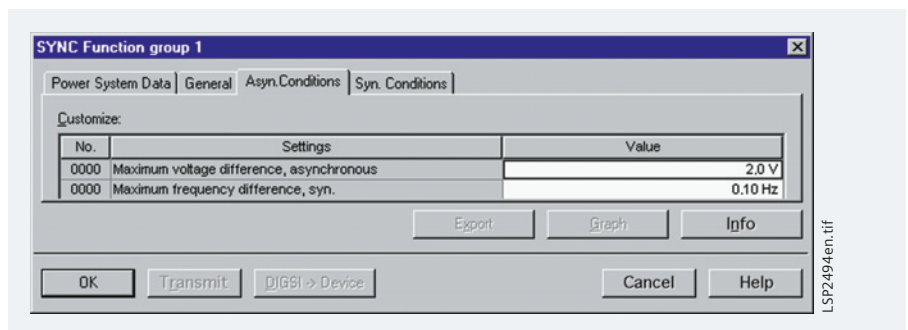 SYNC Function group 1
Power System Data General Asyn.Conditions Syn. Conditions
Customize:
No. Settings Value
0000 Maximum voltage difference, asynchronous 2.0 V
0000 Maximum frequency difference, syn. 0.10 Hz
Export Graph Info
OK Transmit DIGSI -> Device Cancel Help
LSP2494en.tif